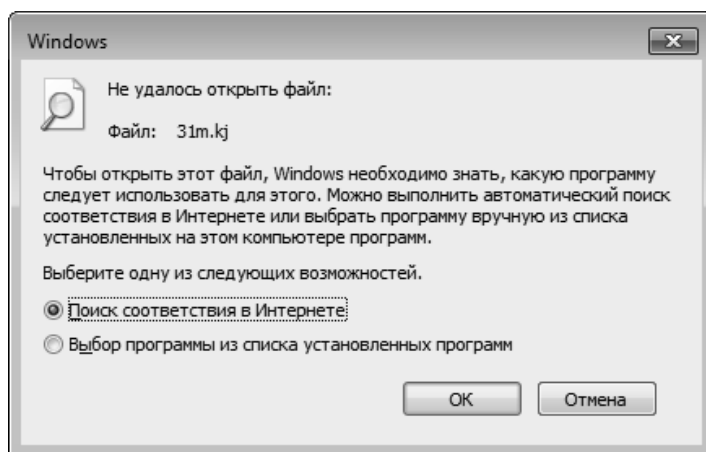 Windows
Не удалось открыть файл:
Файл: 31m.kj
Чтобы открыть этот файл, Windows необходимо знать, какую программу
следует использовать для этого. Можно выполнить автоматический поиск
соответствия в Интернете или выбрать программу вручную из списка
установленных на этом компьютере программ.
Выберите одну из следующих возможностей.
Поиск соответствия в Интернете
Выбор программы из списка установленных программ
ОК
Отмена